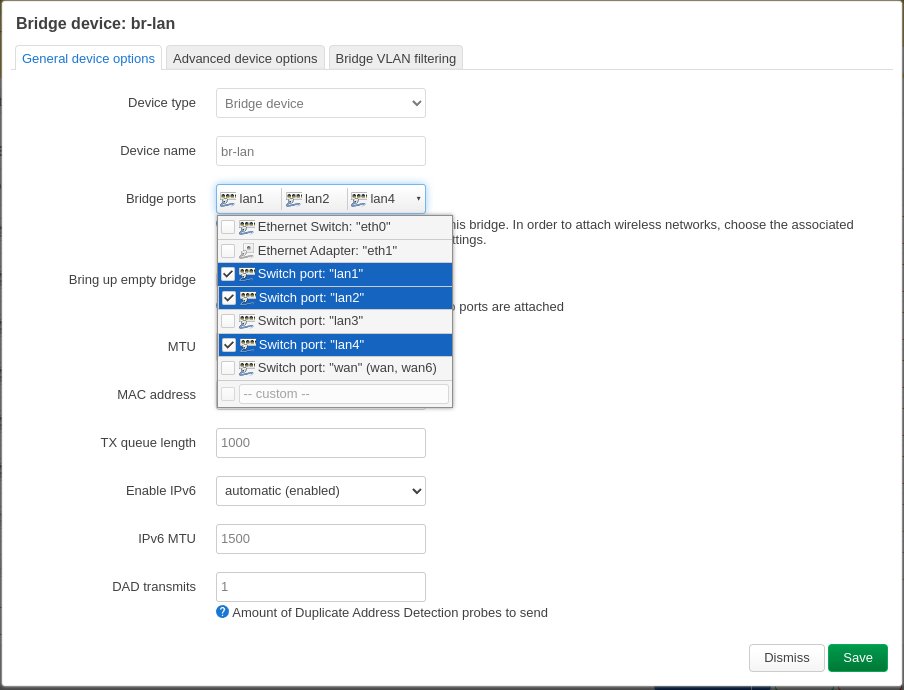 Bridge device: br-lan
General device options
Advanced device options
Bridge VLAN filtering
Device type
Bridge device
Device name
br-lan
Bridge ports
lan1
lan2
lan4
Ethernet Switch: "eth0"
Ethernet Adapter: "eth1"
Switch port: "lan1"
Switch port: "lan2"
Switch port: "lan3"
Switch port: "lan4"
Switch port: "wan" (wan, wan6)
-- custom --
his bridge. In order to attach wireless networks, choose the associated
ttings.
Bring up empty bridge
ports are attached
MTU
MAC address
TX queue length
1000
Enable IPv6
automatic (enabled)
IPv6 MTU
1500
DAD transmits
1
Amount of Duplicate Address Detection probes to send
Dismiss
Save